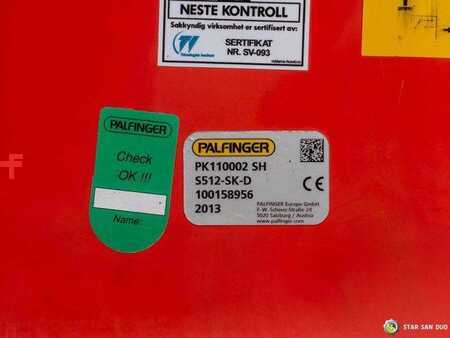 NESTE KONTROLL
Sakkyndig virksomhet er sertifisert av:
Teknologisk Institutt
SERTIFIKAT
NR. SV-093
PALFINGER
Check
OK !!!
Name:
PALFINGER
PK110002 SH
S512-SK-D
100158956
2013
CE
PALFINGER Europe GmbH
F.-W.-Scherer-Straße 24
5020 Salzburg / Austria
www.palfinger.com
STAR SAN DUO